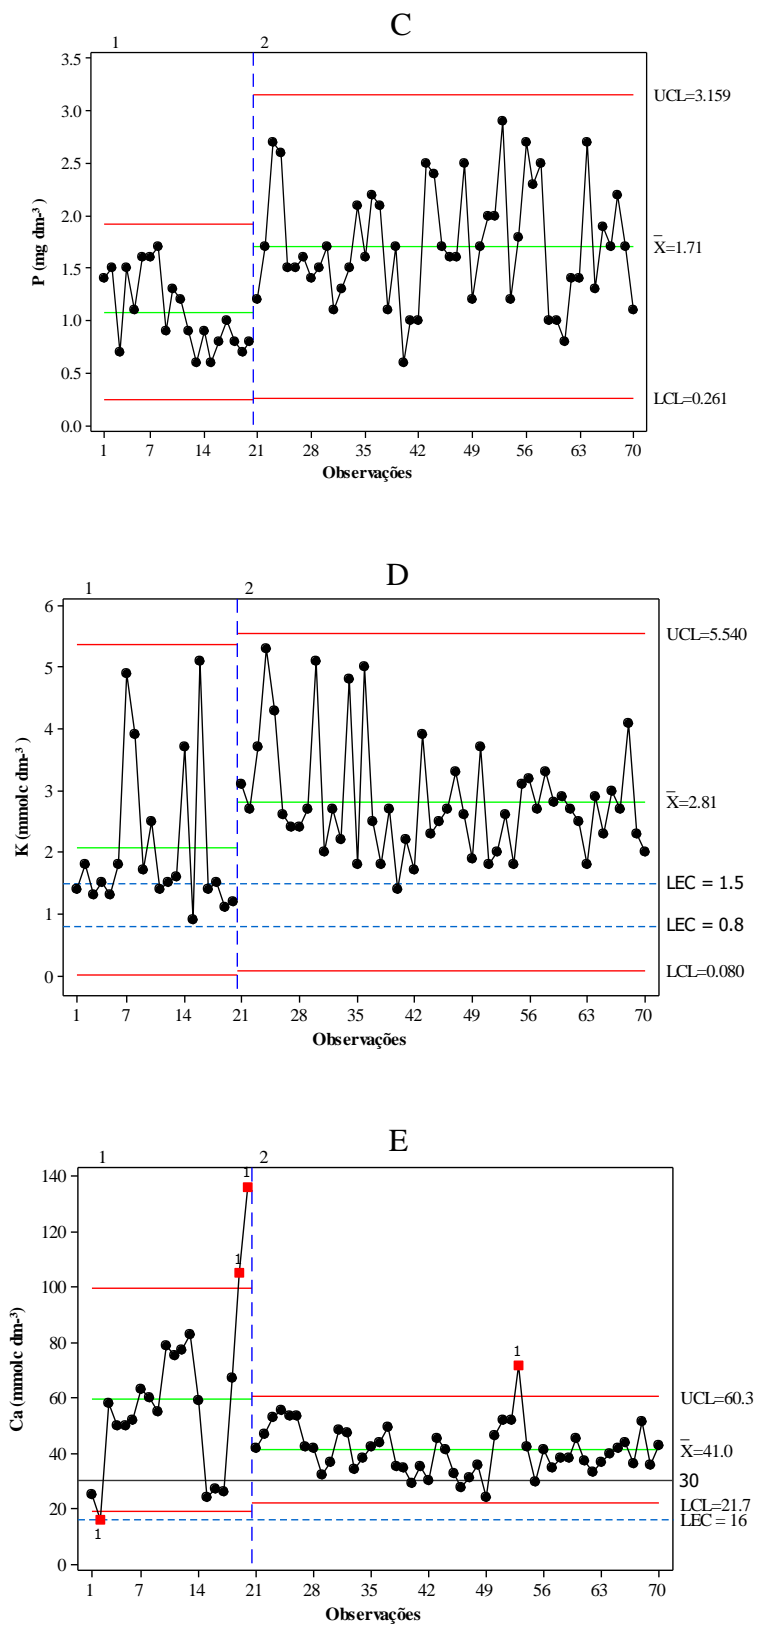 C
1 2
3.5
3.0
2.5
2.0
1.5
1.0
0.5
0.0
P (mg dm-³ )
UCL=3.159
X̅=1.71
LCL=0.261
1 7 14 21 28 35 42 49 56 63 70
Observações
D
1 2
6
5
4
3
2
1
0
K (mmolc dm-³ )
UCL=5.540
X̅=2.81
LEC = 1.5
LEC = 0.8
LCL=0.080
1 7 14 21 28 35 42 49 56 63 70
Observações
E
1 2
140
120
100
80
60
40
20
0
Ca (mmolc dm-³)
1
1
1
1
UCL=60.3
X̅=41.0
30
LCL=21.7
LEC = 16
1 7 14 21 28 35 42 49 56 63 70
Observações